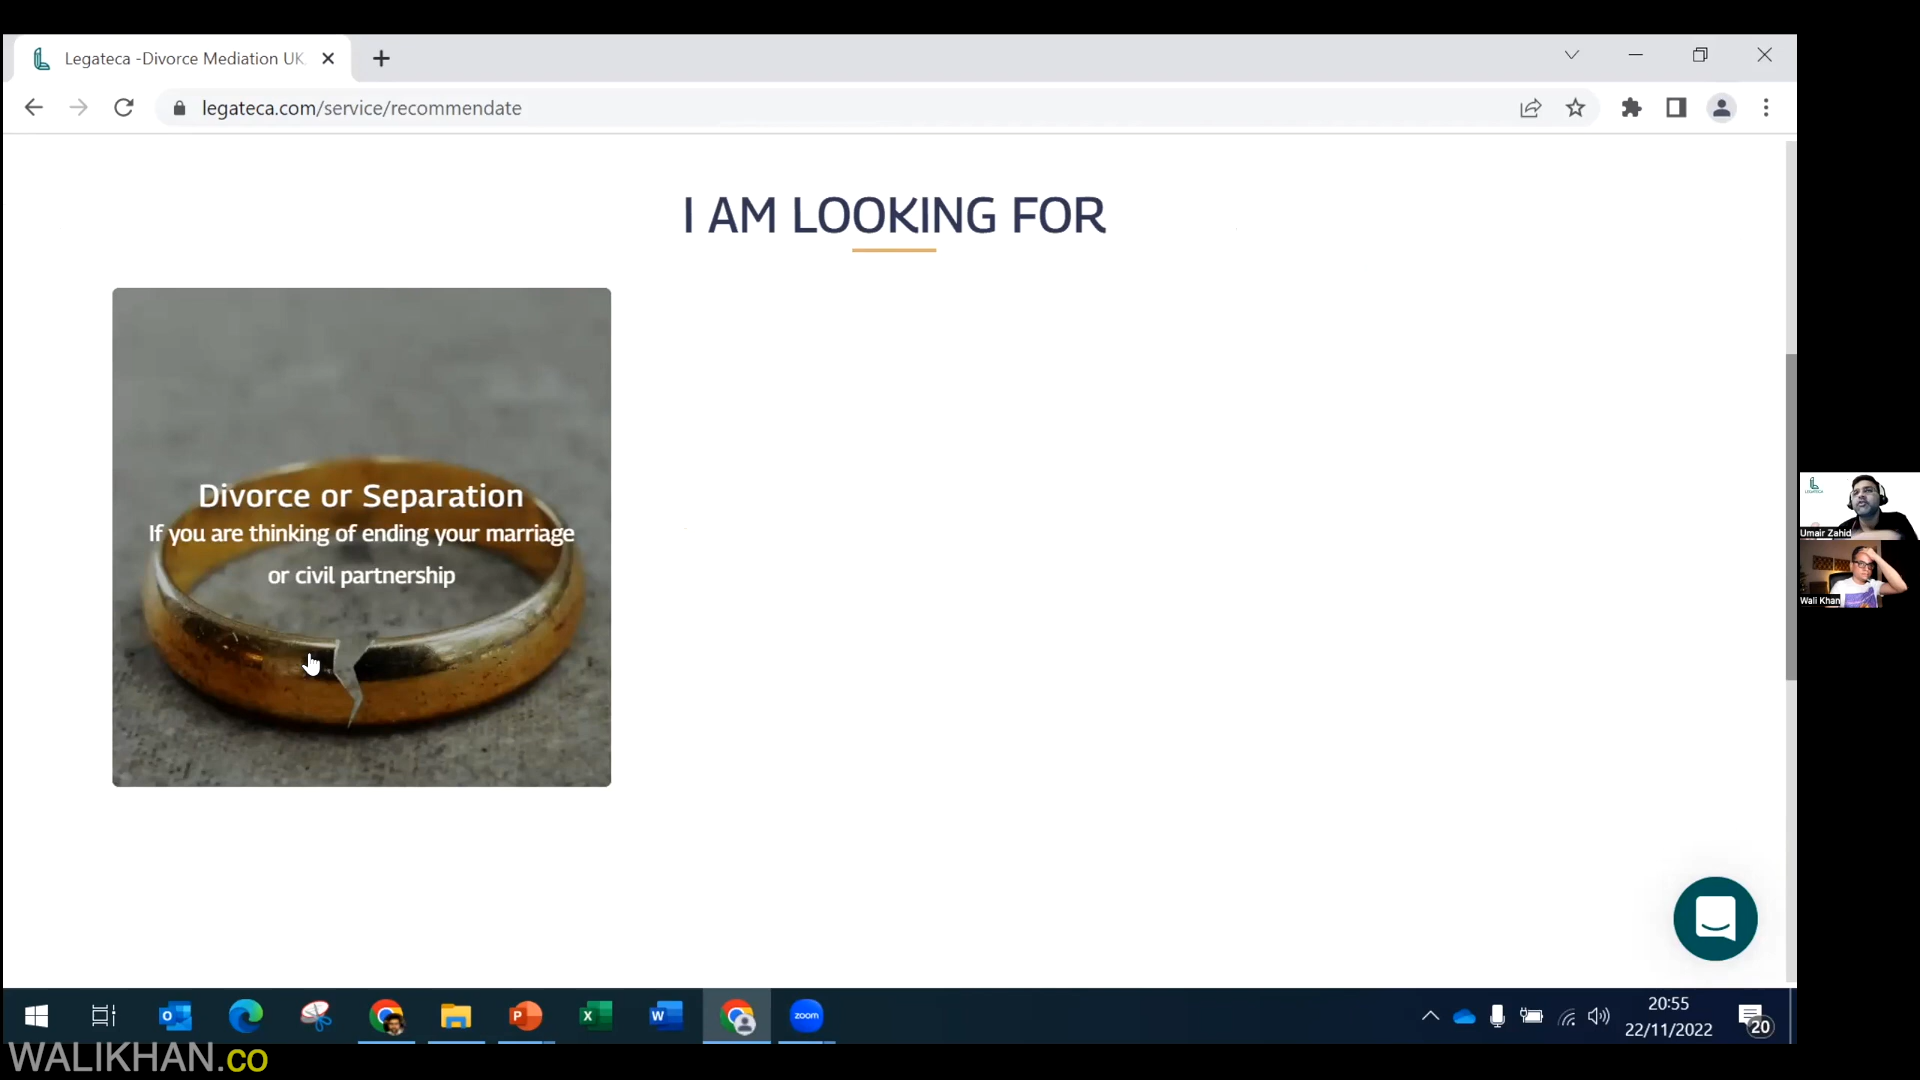 Legateca -Divorce Mediation UK
legateca.com/service/recommendate
I AM LOOKING FOR
Divorce or Separation
If you are thinking of ending your marriage
or civil partnership
Umair Zahid
Wali Khan
zoom
20:55
22/11/2022
20
WALIKHAN.CO